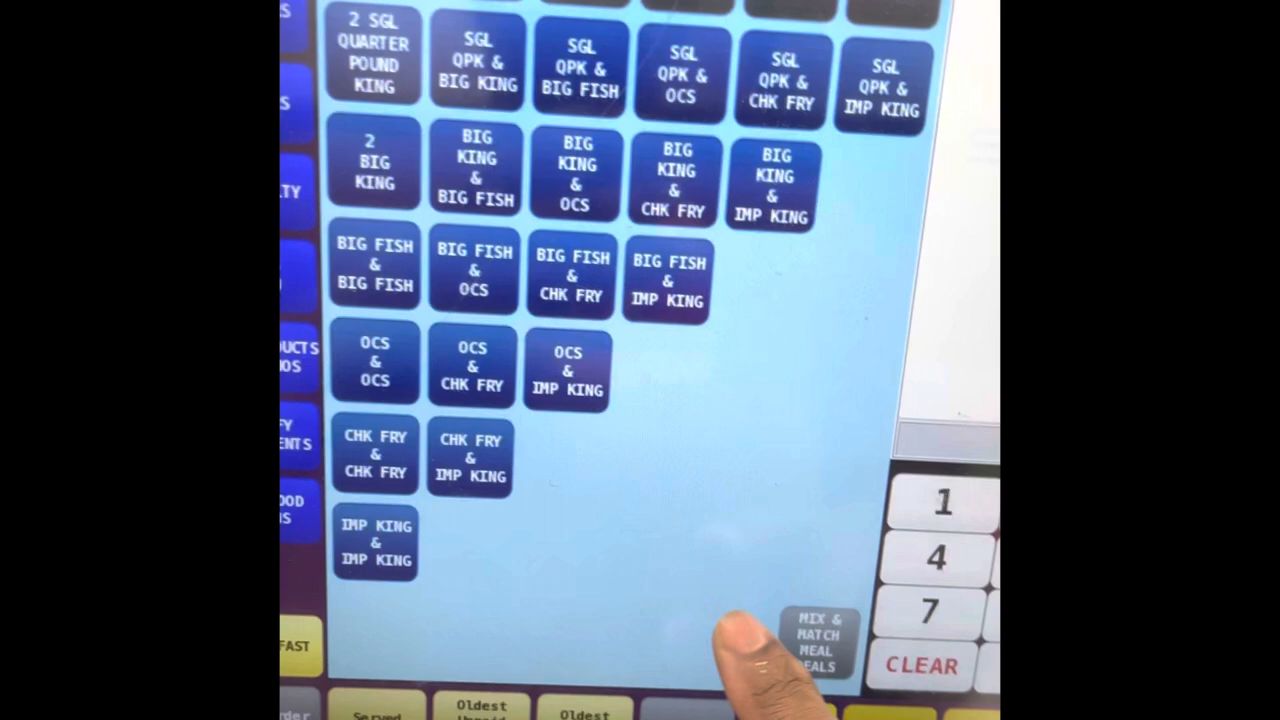 2 SGL
QUARTER
POUND
KING
SGL
QPK &
BIG KING
SGL
QPK &
BIG FISH
SGL
QPK &
OCS
SGL
QPK &
CHK FRY
SGL
QPK &
IMP KING
2
BIG
KING
BIG
KING
&
BIG FISH
BIG
KING
&
OCS
BIG
KING
&
CHK FRY
BIG
KING
&
IMP KING
BIG FISH
&
BIG FISH
BIG FISH
&
OCS
BIG FISH
&
CHK FRY
BIG FISH
&
IMP KING
OCS
&
OCS
OCS
&
CHK FRY
OCS
&
IMP KING
CHK FRY
&
CHK FRY
CHK FRY
&
IMP KING
IMP KING
&
IMP KING
MIX &
MATCH
MEAL
EALS
1
4
7
CLEAR
FAST
Served
Oldest
Oldest